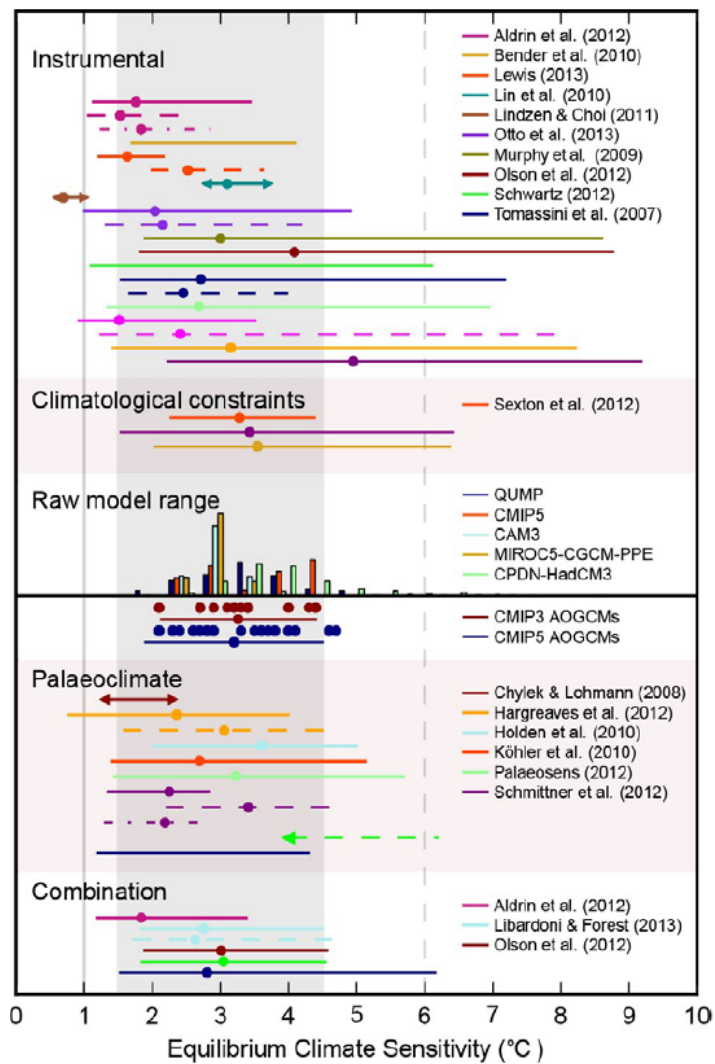 Instrumental
Aldrin et al. (2012)
Bender et al. (2010)
Lewis (2013)
Lin et al. (2010)
Lindzen & Choi (2011)
Otto et al. (2013)
Murphy et al. (2009)
Olson et al. (2012)
Schwartz (2012)
Tomassini et al. (2007)
Climatological constraints
Sexton et al. (2012)
Raw model range
QUMP
CMIP5
CAM3
MIROC5-CGCM-PPE
CPDN-HadCM3
CMIP3 AOGCMs
CMIP5 AOGCMs
Palaeoclimate
Chylek & Lohmann (2008)
Hargreaves et al. (2012)
Holden et al. (2010)
Köhler et al. (2010)
Palaeosens (2012)
Schmittner et al. (2012)
Combination
Aldrin et al. (2012)
Libardoni & Forest (2013)
Olson et al. (2012)
0 1 2 3 4 5 6 7 8 9 10
Equilibrium Climate Sensitivity (°C)